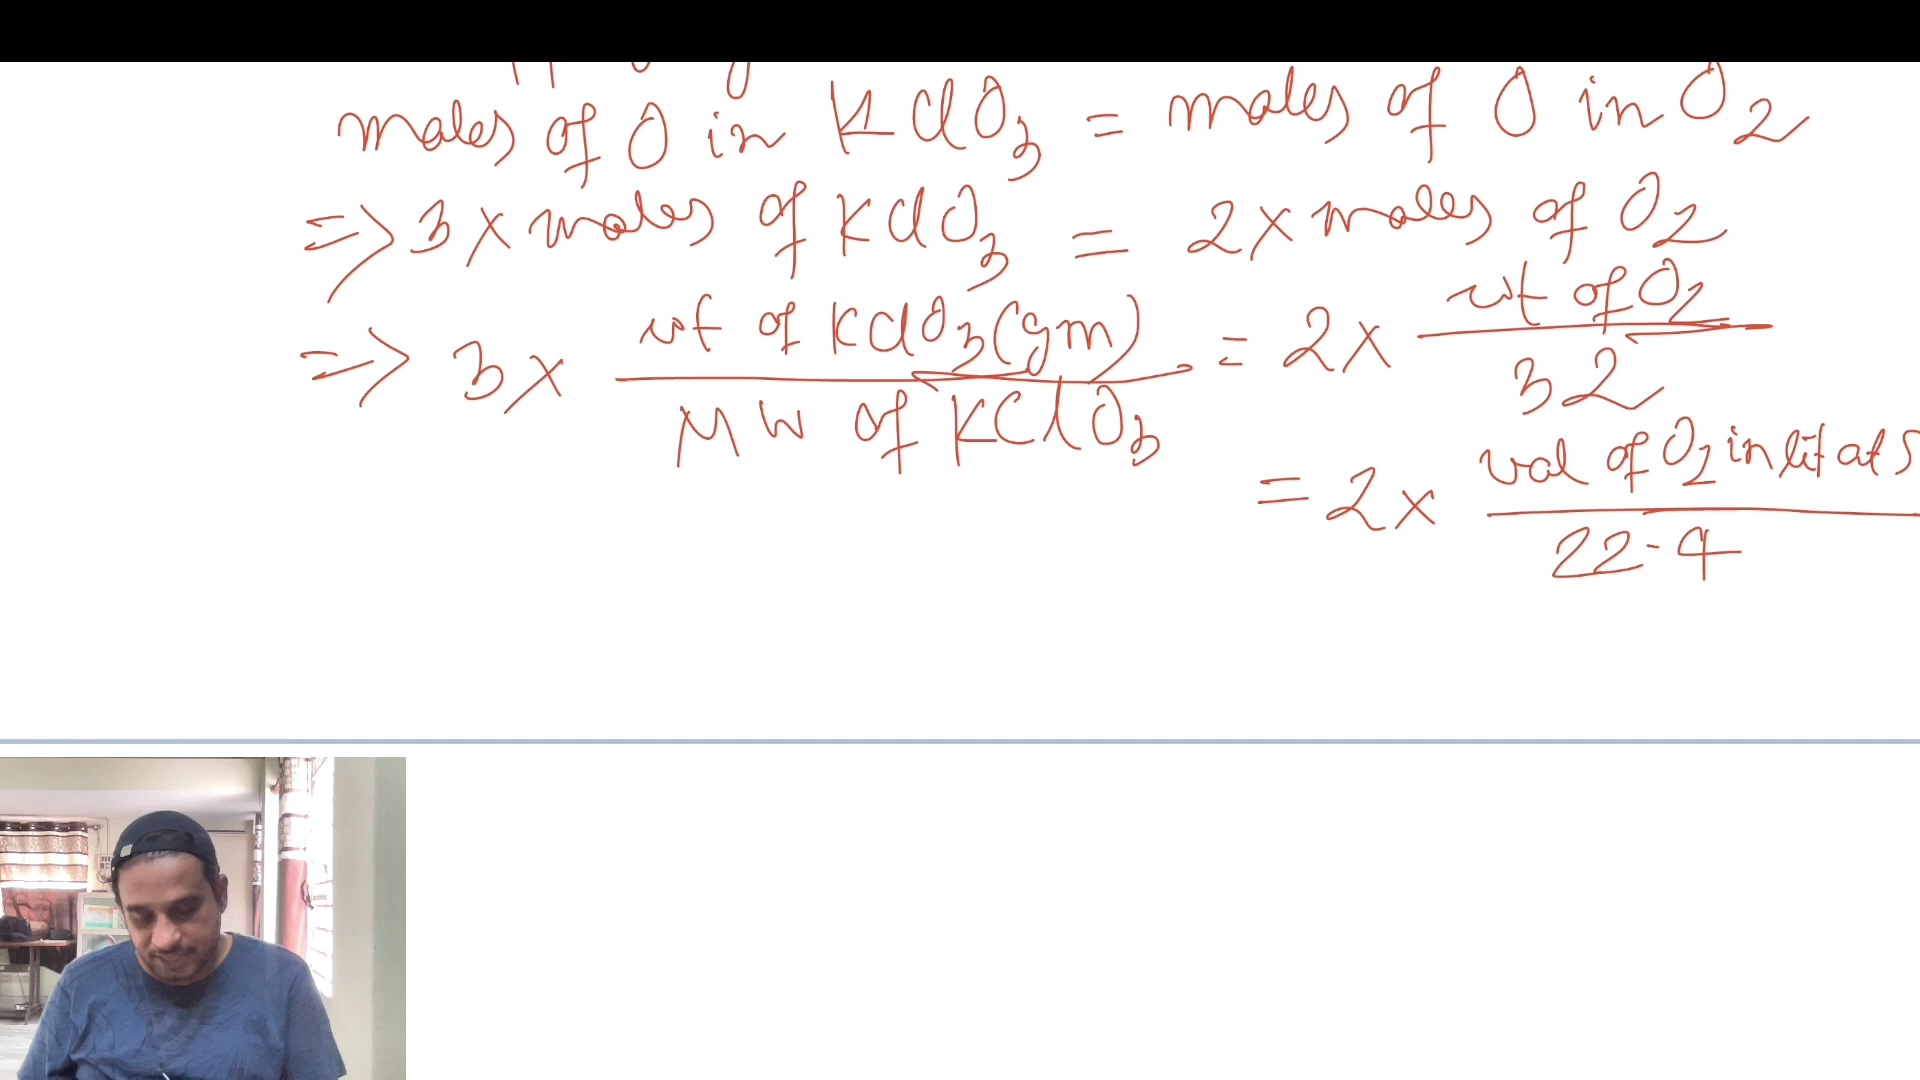 moles of O in KClO3 = moles of O in O2
=> 3 x moles of KClO3 = 2 x moles of O2
=> 3 x wt of KClO3 (gm) / MW of KClO3 = 2 x wt of O2 / 32
= 2 x vol of O2 in lit at S / 22.4